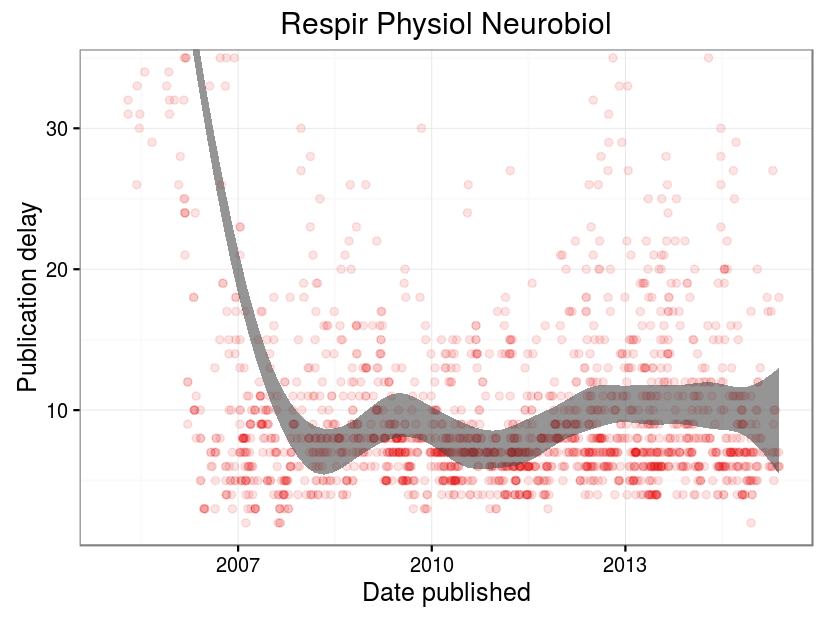 Respir Physiol Neurobiol
Publication delay
30
20
10
2007 2010 2013
Date published